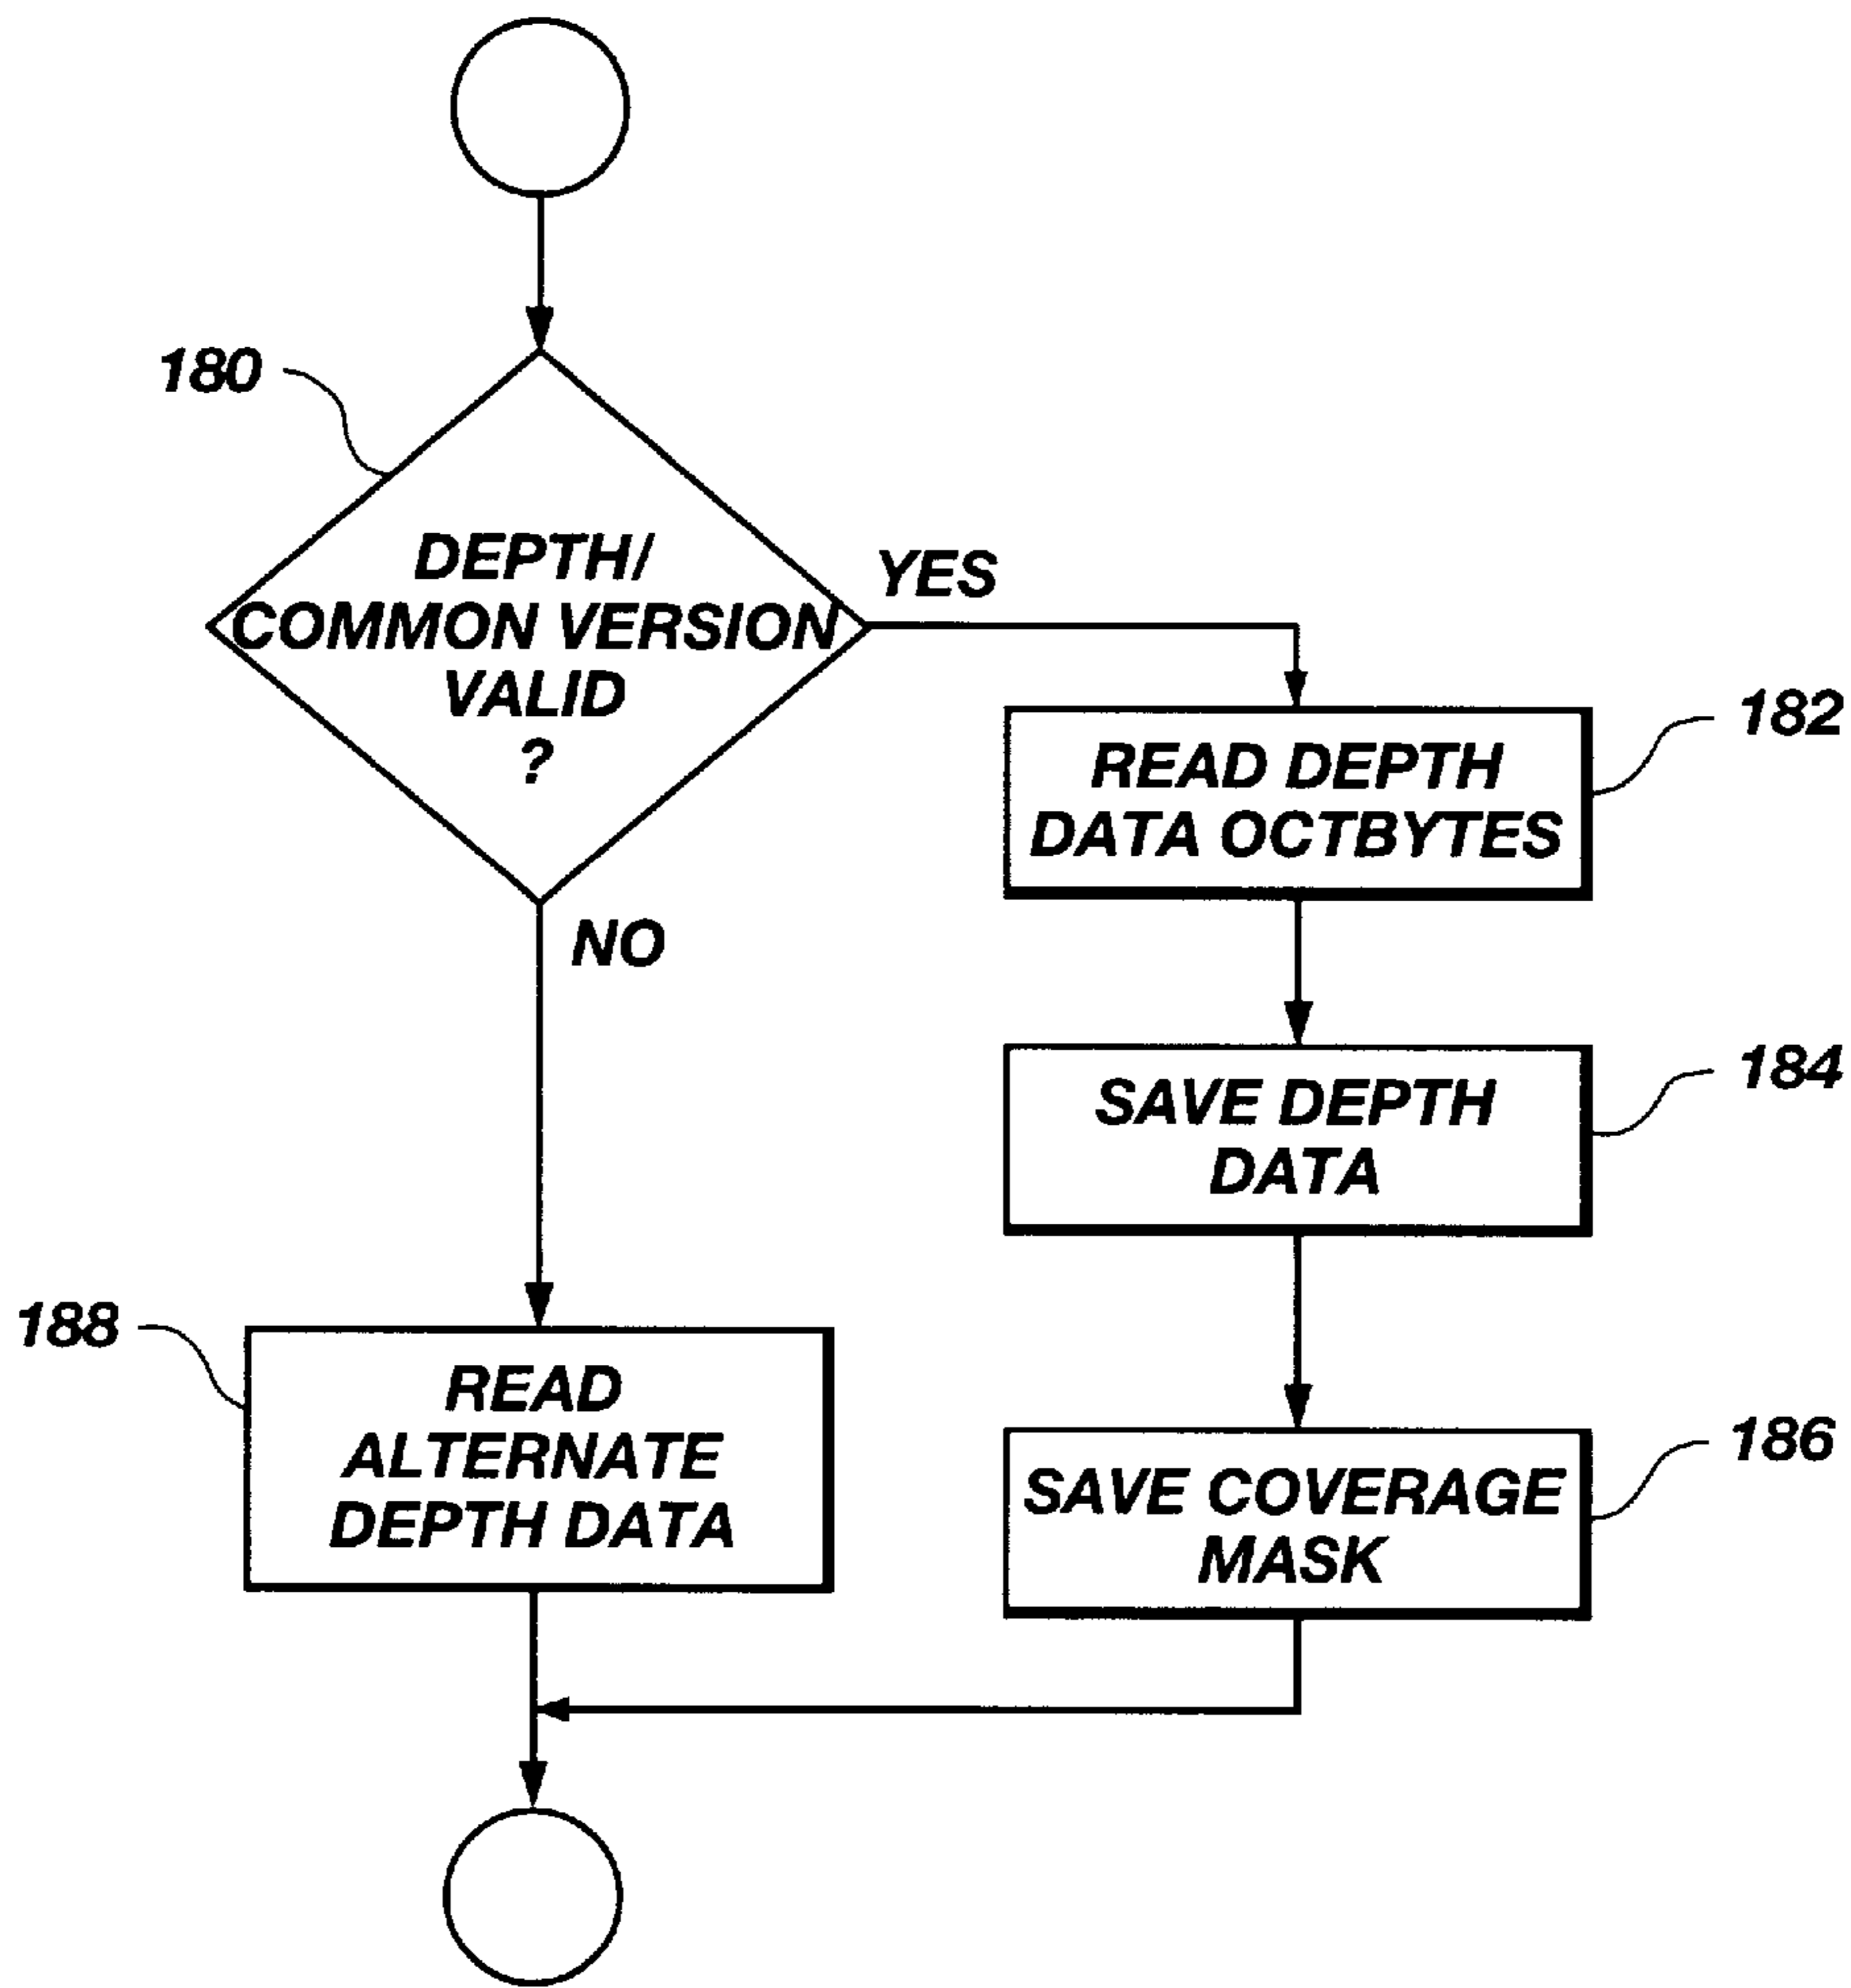 180
DEPTH/
COMMON VERSION
VALID
?
YES
NO
182
READ DEPTH
DATA OCTBYTES
184
SAVE DEPTH
DATA
188
READ
ALTERNATE
DEPTH DATA
186
SAVE COVERAGE
MASK